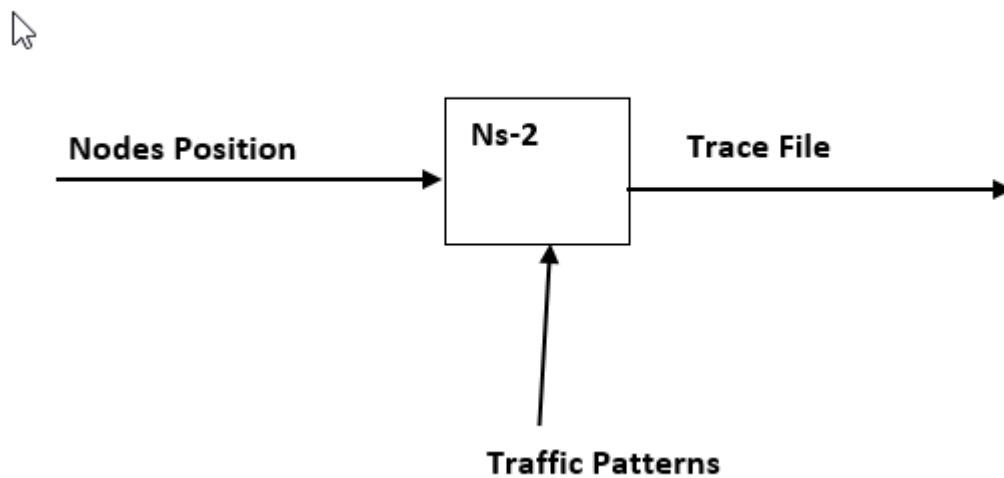 Nodes Position
Ns-2
Trace File
Traffic Patterns